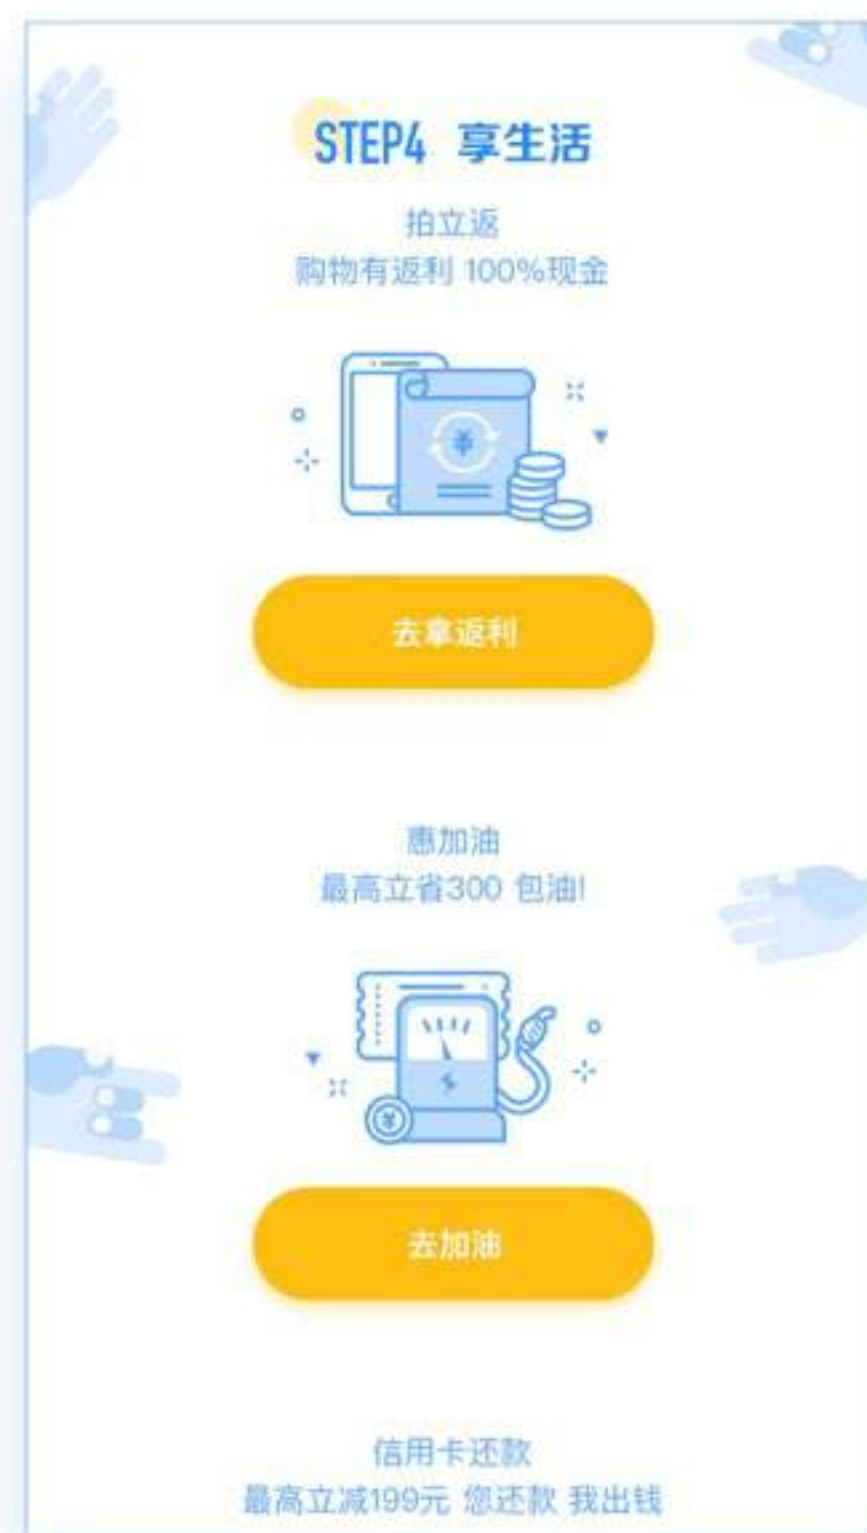 STEP4 享生活
拍立返
购物有返利 100%现金
去拿返利
惠加油
最高立省300 包油!
去加油
信用卡还款
最高立减199元 您还款 我出钱